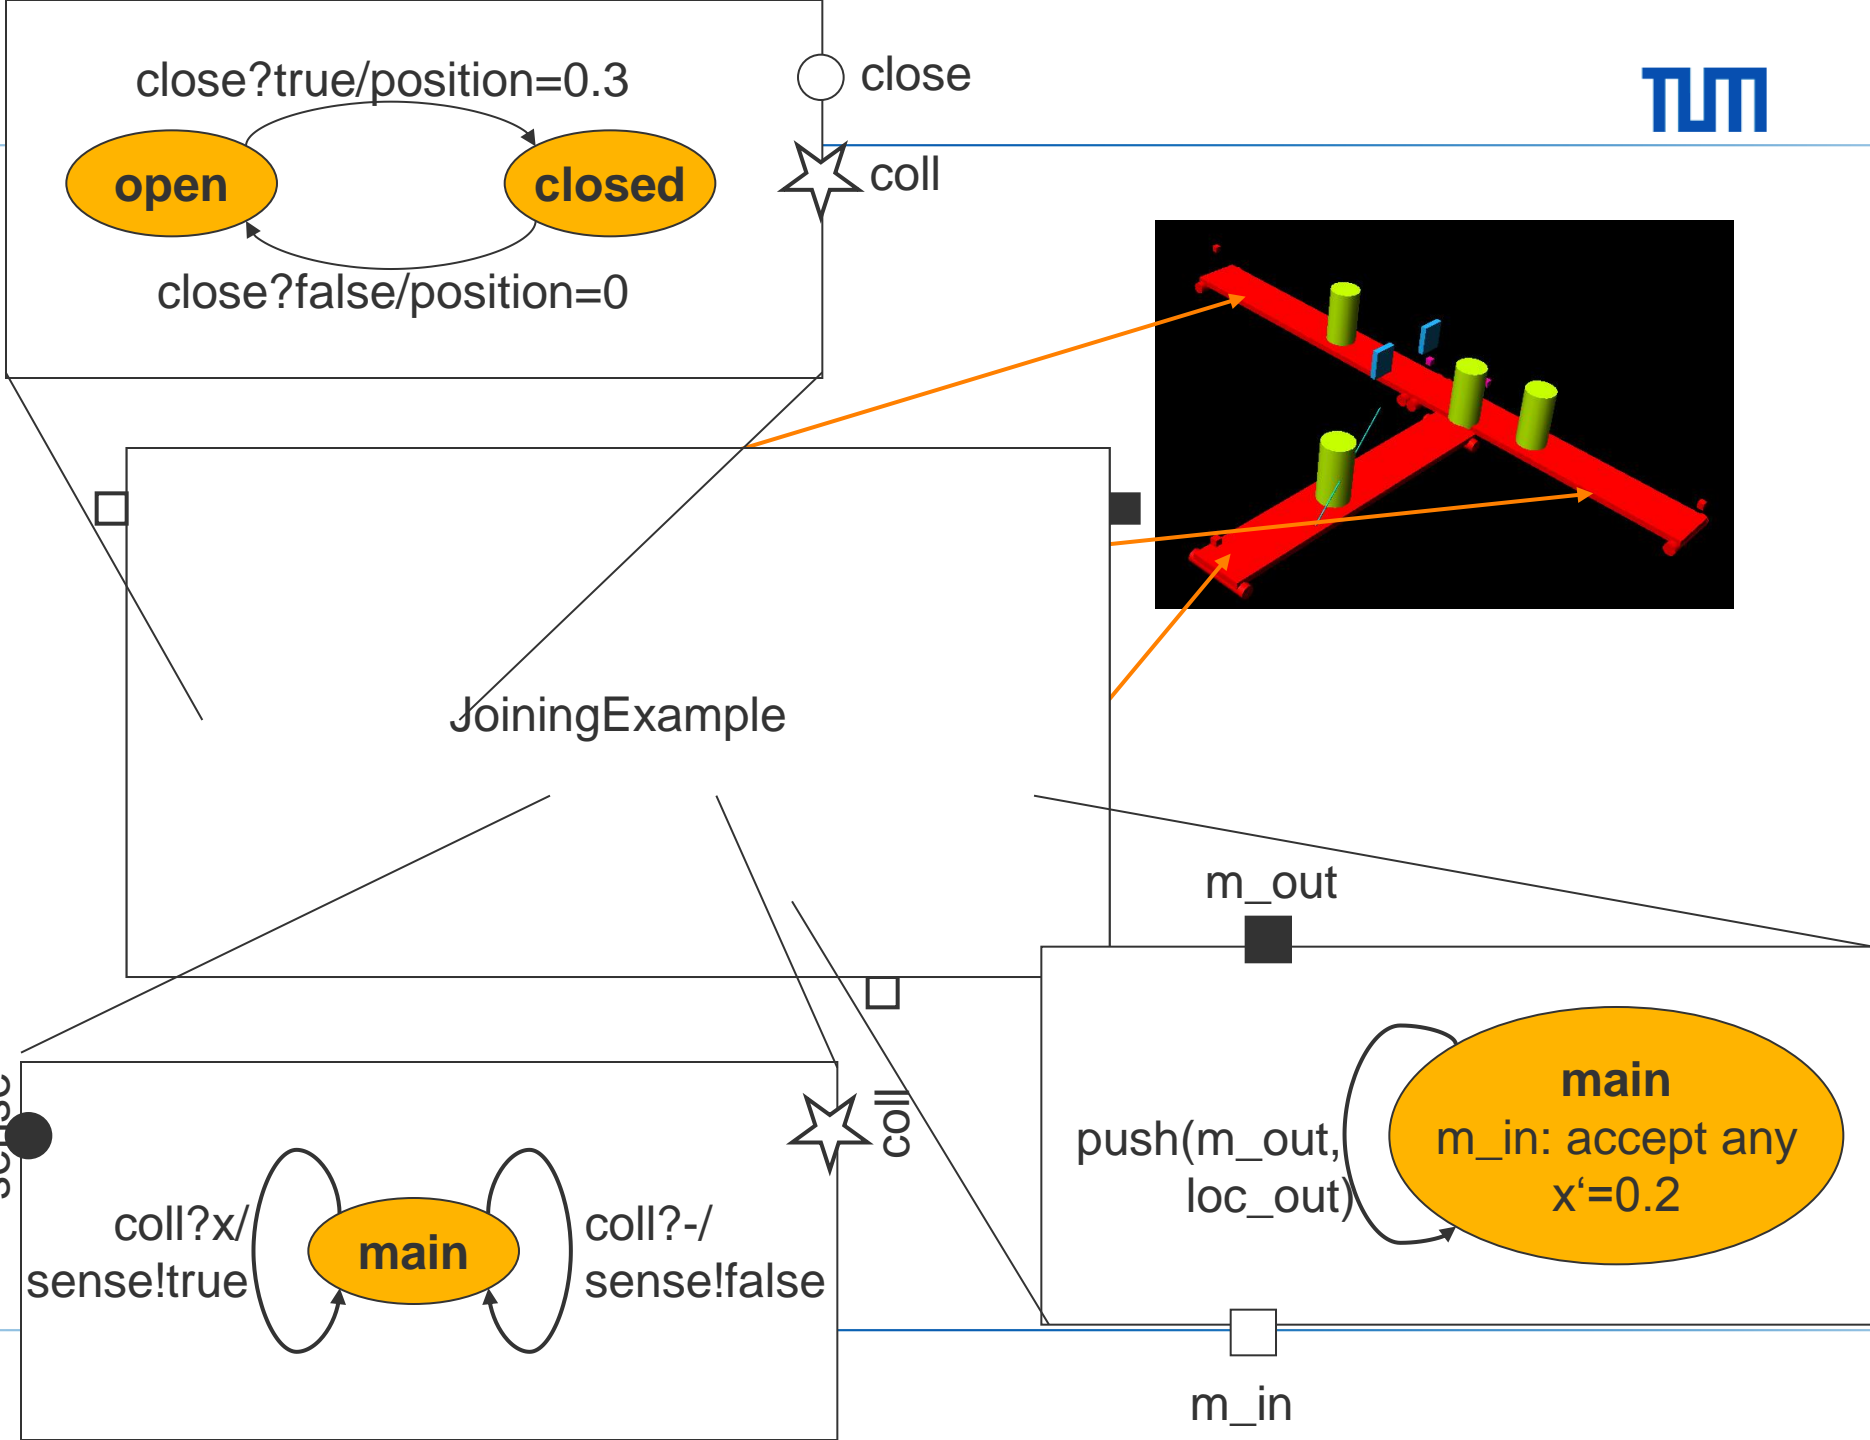 close?true/position=0.3
close
TUM
open
closed
coll
close?false/position=0
JoiningExample
m_out
main
m_in: accept any
x‘=0.2
push(m_out,
loc_out)
coll
coll?x/
sense!true
main
coll?-/
sense!false
m_in